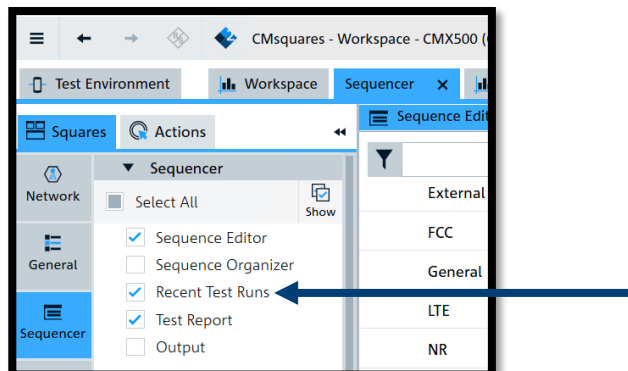 CMsquares - Workspace - CMX500 (
Test Environment
Workspace
Sequencer
Squares
Actions
Sequence Edit
Network
Sequencer
Select All
Show
External
General
Sequence Editor
FCC
Sequence Organizer
General
Recent Test Runs
Sequencer
Test Report
LTE
Output
NR